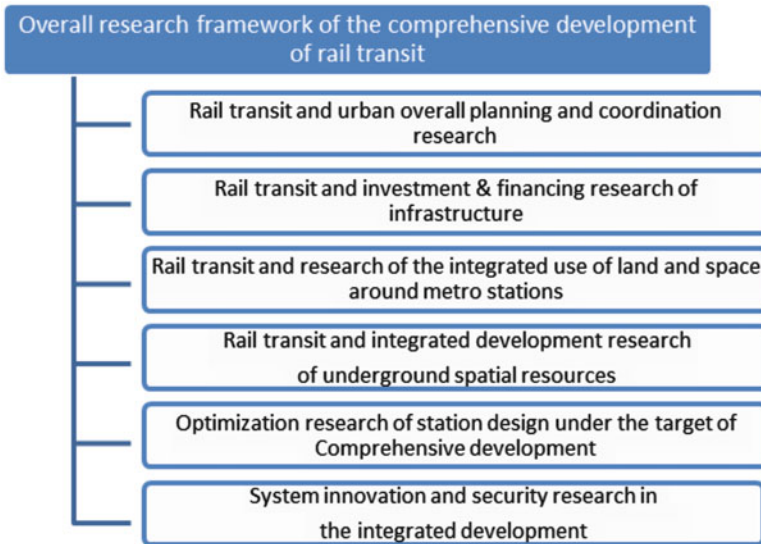 Overall research framework of the comprehensive development
of rail transit
Rail transit and urban overall planning and coordination
research
Rail transit and investment & financing research of
infrastructure
Rail transit and research of the integrated use of land and space
around metro stations
Rail transit and integrated development research
of underground spatial resources
Optimization research of station design under the target of
Comprehensive development
System innovation and security research in
the integrated development